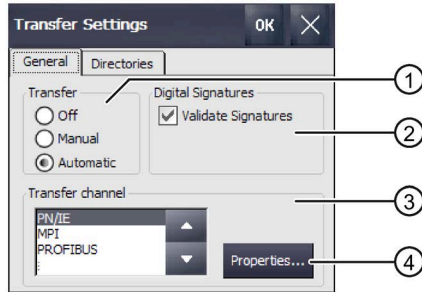 Transfer Settings OK
General Directories
Transfer Digital Signatures
Off Validate Signatures
Manual
Automatic
Transfer channel
PN/IE
MPI
PROFIBUS
Properties...
1
2
3
4